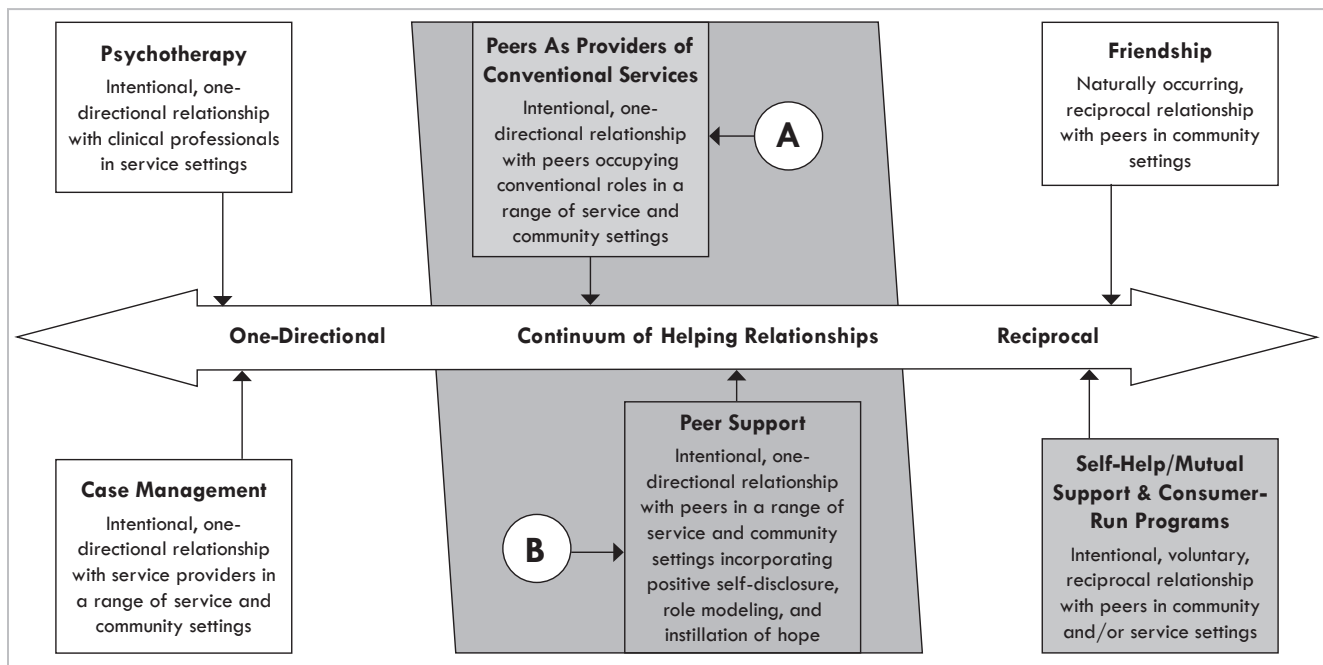 Psychotherapy
Intentional, one-
directional relationship
with clinical professionals
in service settings
Peers As Providers of
Conventional Services
Intentional, one-
directional relationship
with peers occupying
conventional roles in a
range of service and
community settings
A
Friendship
Naturally occurring,
reciprocal relationship
with peers in community
settings
One-Directional
Continuum of Helping Relationships
Reciprocal
Case Management
Intentional, one-
directional relationship
with service providers in
a range of service and
community settings
B
Peer Support
Intentional, one-
directional relationship
with peers in a range of
service and community
settings incorporating
positive self-disclosure,
role modeling, and
instillation of hope
Self-Help/Mutual
Support & Consumer-
Run Programs
Intentional, voluntary,
reciprocal relationship
with peers in community
and/or service settings